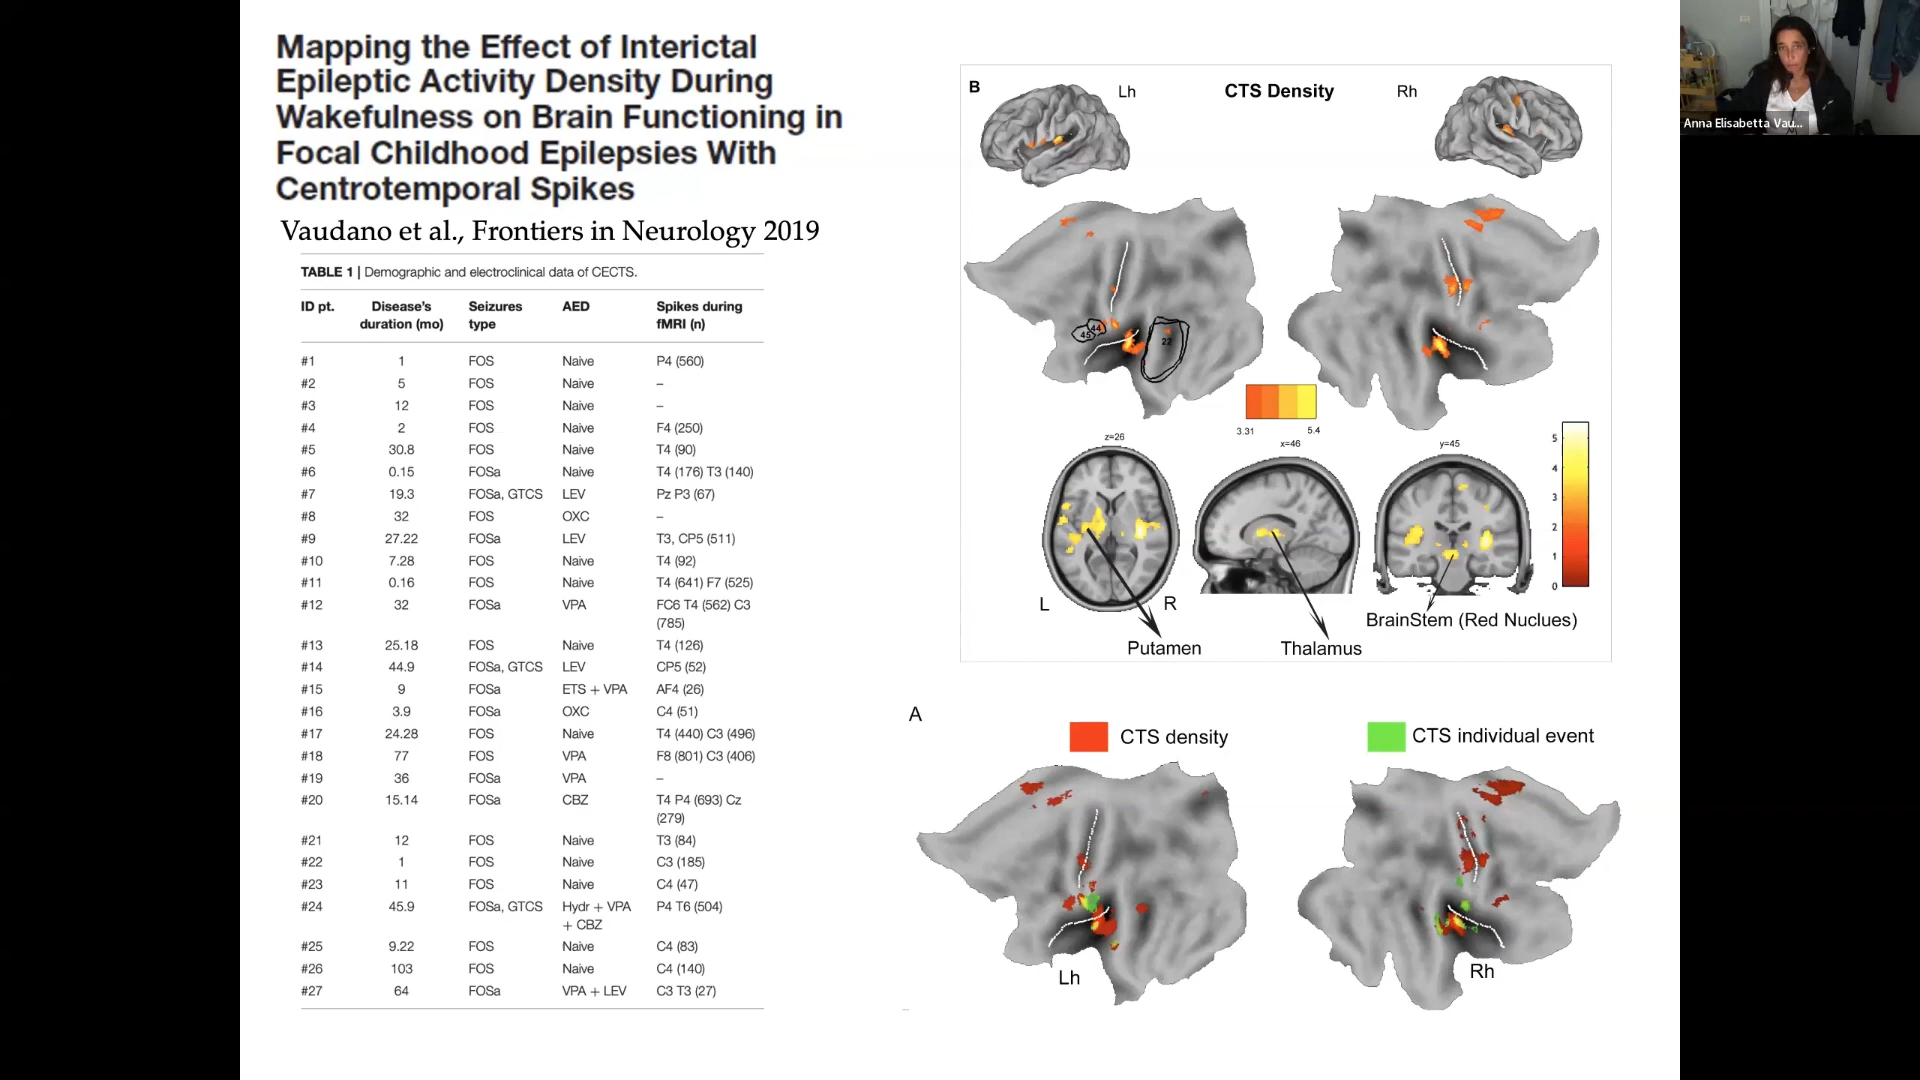 Mapping the Effect of Interictal
Epileptic Activity Density During
Wakefulness on Brain Functioning in
Focal Childhood Epilepsies With
Centrotemporal Spikes
Vaudano et al., Frontiers in Neurology 2019
TABLE 1 | Demographic and electroclinical data of CECTS.
ID pt. Disease's duration (mo) Seizures type AED Spikes during fMRI (n)
#1 1 FOS Naive P4 (560)
#2 5 FOS Naive –
#3 12 FOS Naive –
#4 2 FOS Naive F4 (250)
#5 30.8 FOS Naive T4 (90)
#6 0.15 FOSa Naive T4 (176) T3 (140)
#7 19.3 FOSa, GTCS LEV Pz P3 (67)
#8 32 FOS OXC –
#9 27.22 FOSa LEV T3, CP5 (511)
#10 7.28 FOS Naive T4 (92)
#11 0.16 FOS Naive T4 (641) F7 (525)
#12 32 FOSa VPA FC6 T4 (562) C3
(785)
#13 25.18 FOS Naive T4 (126)
#14 44.9 FOSa, GTCS LEV CP5 (52)
#15 9 FOSa ETS + VPA AF4 (26)
#16 3.9 FOSa OXC C4 (51)
#17 24.28 FOS Naive T4 (440) C3 (496)
#18 77 FOS VPA F8 (801) C3 (406)
#19 36 FOSa VPA –
#20 15.14 FOSa CBZ T4 P4 (693) Cz
(279)
#21 12 FOS Naive T3 (84)
#22 1 FOS Naive C3 (185)
#23 11 FOS Naive C4 (47)
#24 45.9 FOSa, GTCS Hydr + VPA P4 T6 (504)
+ CBZ
#25 9.22 FOS Naive C4 (83)
#26 103 FOS Naive C4 (140)
#27 64 FOSa VPA + LEV C3 T3 (27)
B
Lh CTS Density Rh
44
45
22
3.31 5.4
z=26 x=46 y=45
5
4
3
2
1
0
L R
BrainStem (Red Nuclues)
Putamen Thalamus
A
CTS density CTS individual event
Lh Rh
Anna Elisabetta Vau...